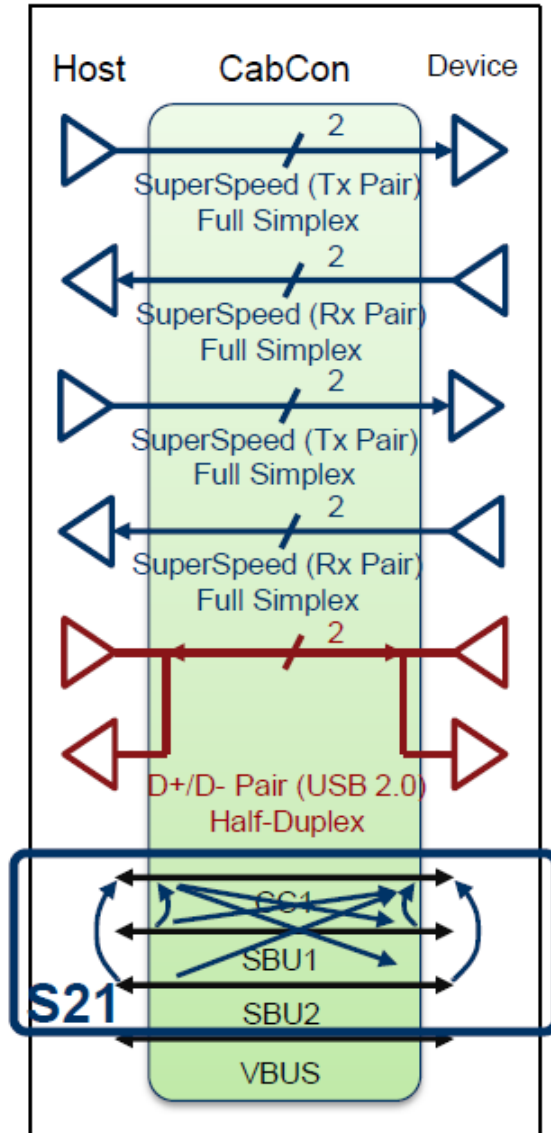 Host CabCon Device
2
SuperSpeed (Tx Pair)
Full Simplex
2
SuperSpeed (Rx Pair)
Full Simplex
2
SuperSpeed (Tx Pair)
Full Simplex
2
SuperSpeed (Rx Pair)
Full Simplex
2
D+/D- Pair (USB 2.0)
Half-Duplex
CC1
SBU1
S21
SBU2
VBUS